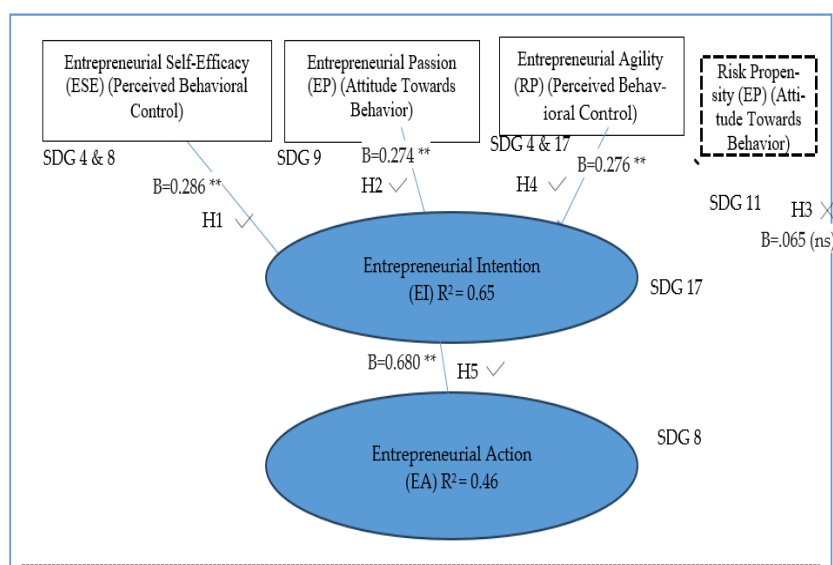 Entrepreneurial Self-Efficacy
(ESE) (Perceived Behavioral
Control)
Entrepreneurial Passion
(EP) (Attitude Towards
Behavior)
Entrepreneurial Agility
(RP) (Perceived Behav-
ioral Control)
Risk Propen-
sity (EP) (Atti-
tude Towards
Behavior)
SDG 4 & 8
SDG 9
SDG 4 & 17
SDG 11
B=0.286 **
H1
B=0.274 **
H2
B=0.276 **
H4
H3
B=.065 (ns)
Entrepreneurial Intention
(EI) R² = 0.65
SDG 17
B=0.680 **
H5
Entrepreneurial Action
(EA) R² = 0.46
SDG 8